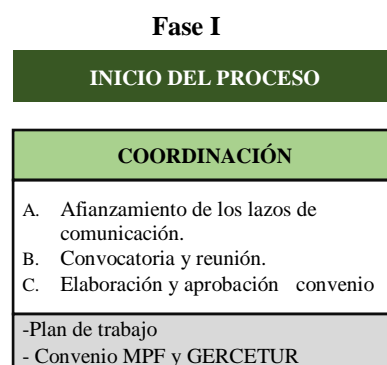 Fase I
INICIO DEL PROCESO
COORDINACIÓN
A. Afianzamiento de los lazos de
comunicación.
B. Convocatoria y reunión.
C. Elaboración y aprobación convenio
-Plan de trabajo
- Convenio MPF y GERCETUR